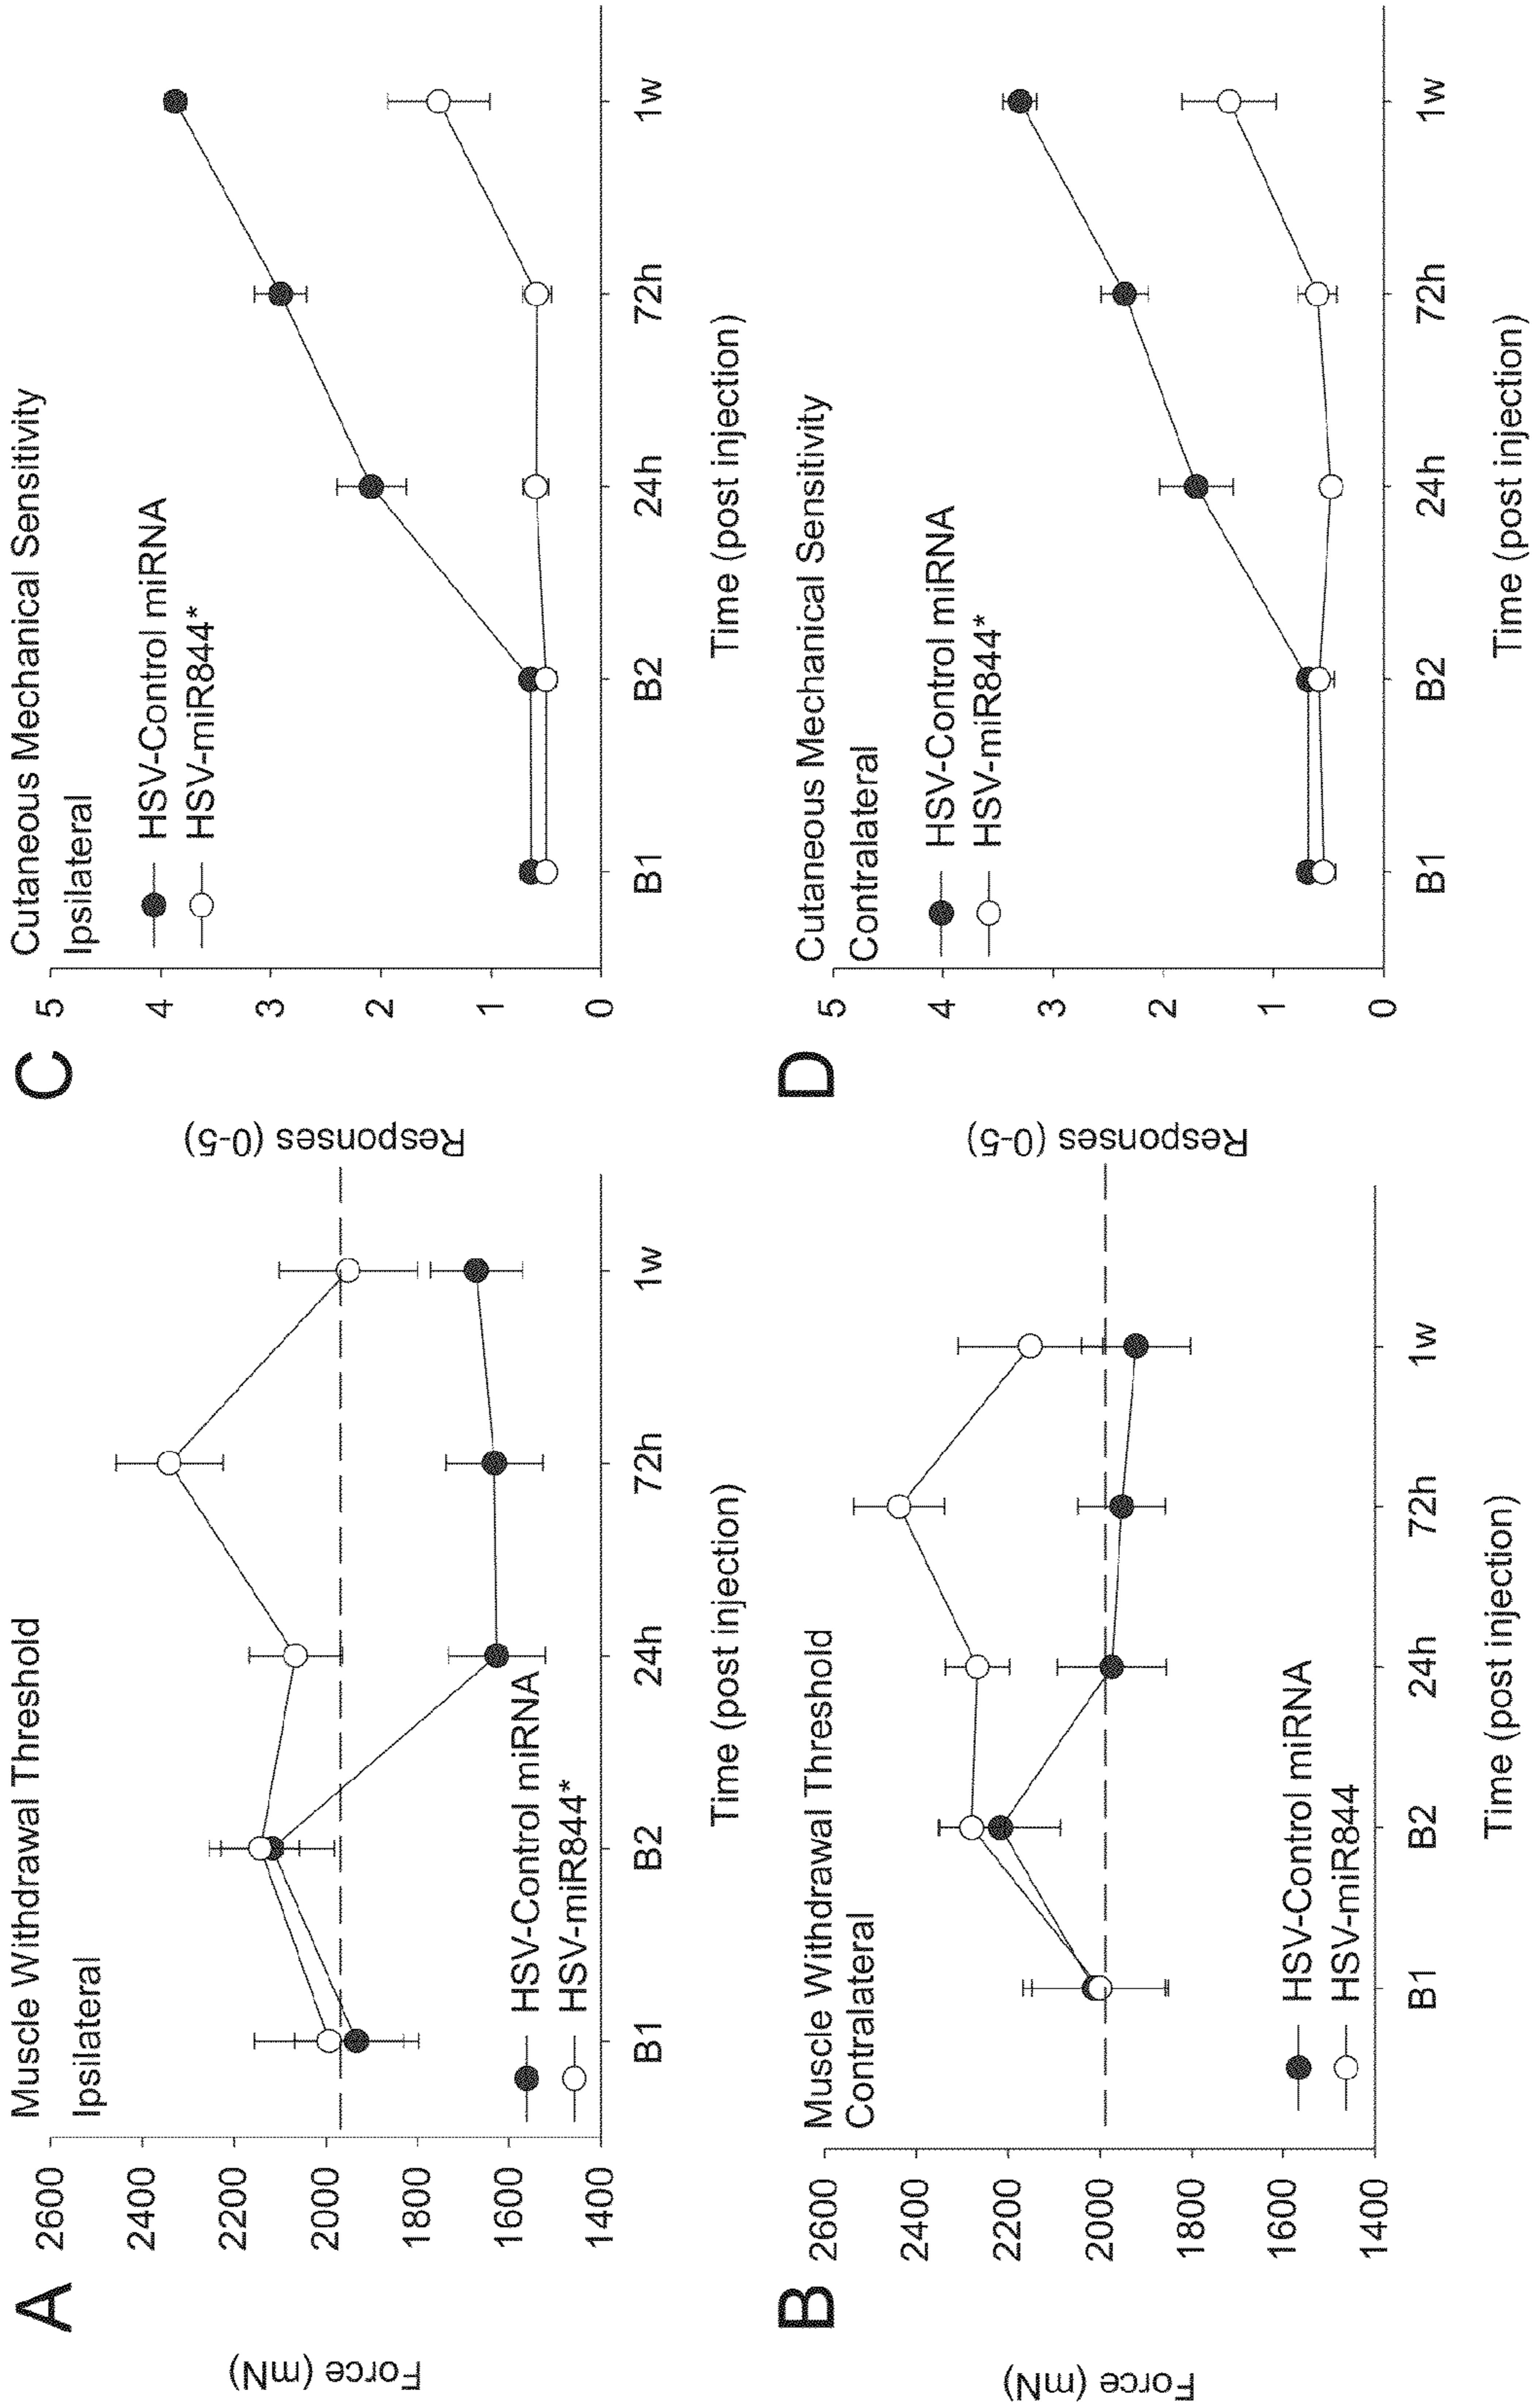 A
Muscle Withdrawal Threshold
Ipsilateral
Force (mN)
2600
2400
2200
2000
1800
1600
1400
HSV-Control miRNA
HSV-miR844*
B1 B2 24h 72h 1w
Time (post injection)
B
Muscle Withdrawal Threshold
Contralateral
Force (mN)
2600
2400
2200
2000
1800
1600
1400
HSV-Control miRNA
HSV-miR844
B1 B2 24h 72h 1w
Time (post injection)
C
Cutaneous Mechanical Sensitivity
Ipsilateral
HSV-Control miRNA
HSV-miR844*
Responses (0-5)
5
4
3
2
1
0
B1 B2 24h 72h 1w
Time (post injection)
D
Cutaneous Mechanical Sensitivity
Contralateral
HSV-Control miRNA
HSV-miR844*
Responses (0-5)
5
4
3
2
1
0
B1 B2 24h 72h 1w
Time (post injection)